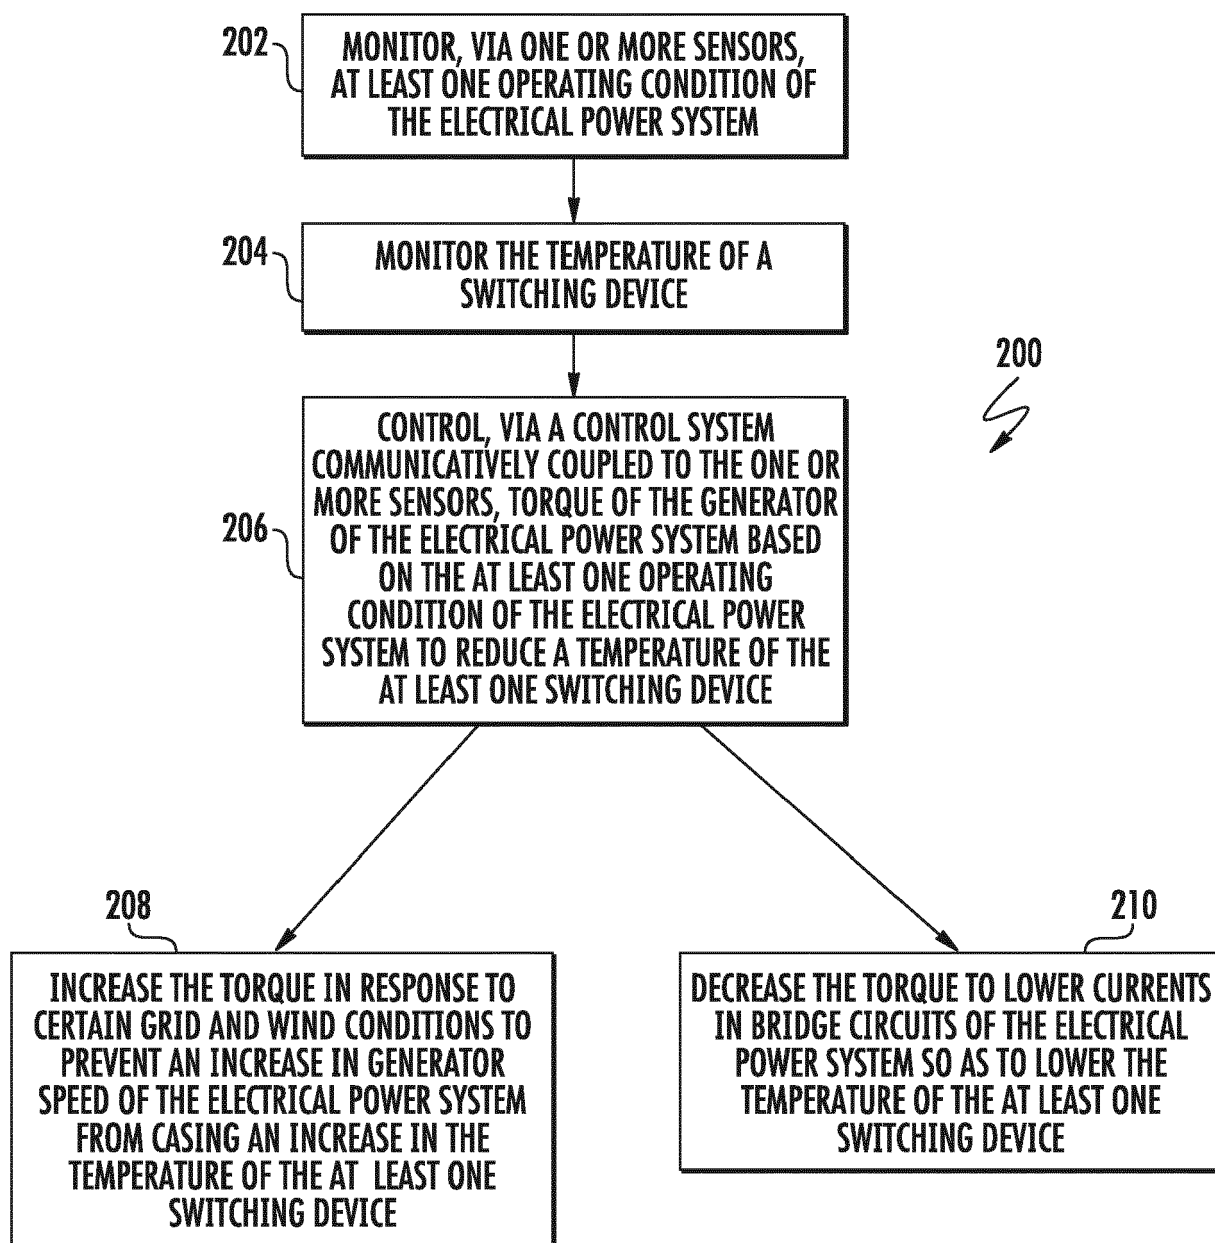 202
MONITOR, VIA ONE OR MORE SENSORS,
AT LEAST ONE OPERATING CONDITION OF
THE ELECTRICAL POWER SYSTEM
204
MONITOR THE TEMPERATURE OF A
SWITCHING DEVICE
200
206
CONTROL, VIA A CONTROL SYSTEM
COMMUNICATIVELY COUPLED TO THE ONE OR
MORE SENSORS, TORQUE OF THE GENERATOR
OF THE ELECTRICAL POWER SYSTEM BASED
ON THE AT LEAST ONE OPERATING
CONDITION OF THE ELECTRICAL POWER
SYSTEM TO REDUCE A TEMPERATURE OF THE
AT LEAST ONE SWITCHING DEVICE
208
INCREASE THE TORQUE IN RESPONSE TO
CERTAIN GRID AND WIND CONDITIONS TO
PREVENT AN INCREASE IN GENERATOR
SPEED OF THE ELECTRICAL POWER SYSTEM
FROM CASING AN INCREASE IN THE
TEMPERATURE OF THE AT LEAST ONE
SWITCHING DEVICE
210
DECREASE THE TORQUE TO LOWER CURRENTS
IN BRIDGE CIRCUITS OF THE ELECTRICAL
POWER SYSTEM SO AS TO LOWER THE
TEMPERATURE OF THE AT LEAST ONE
SWITCHING DEVICE